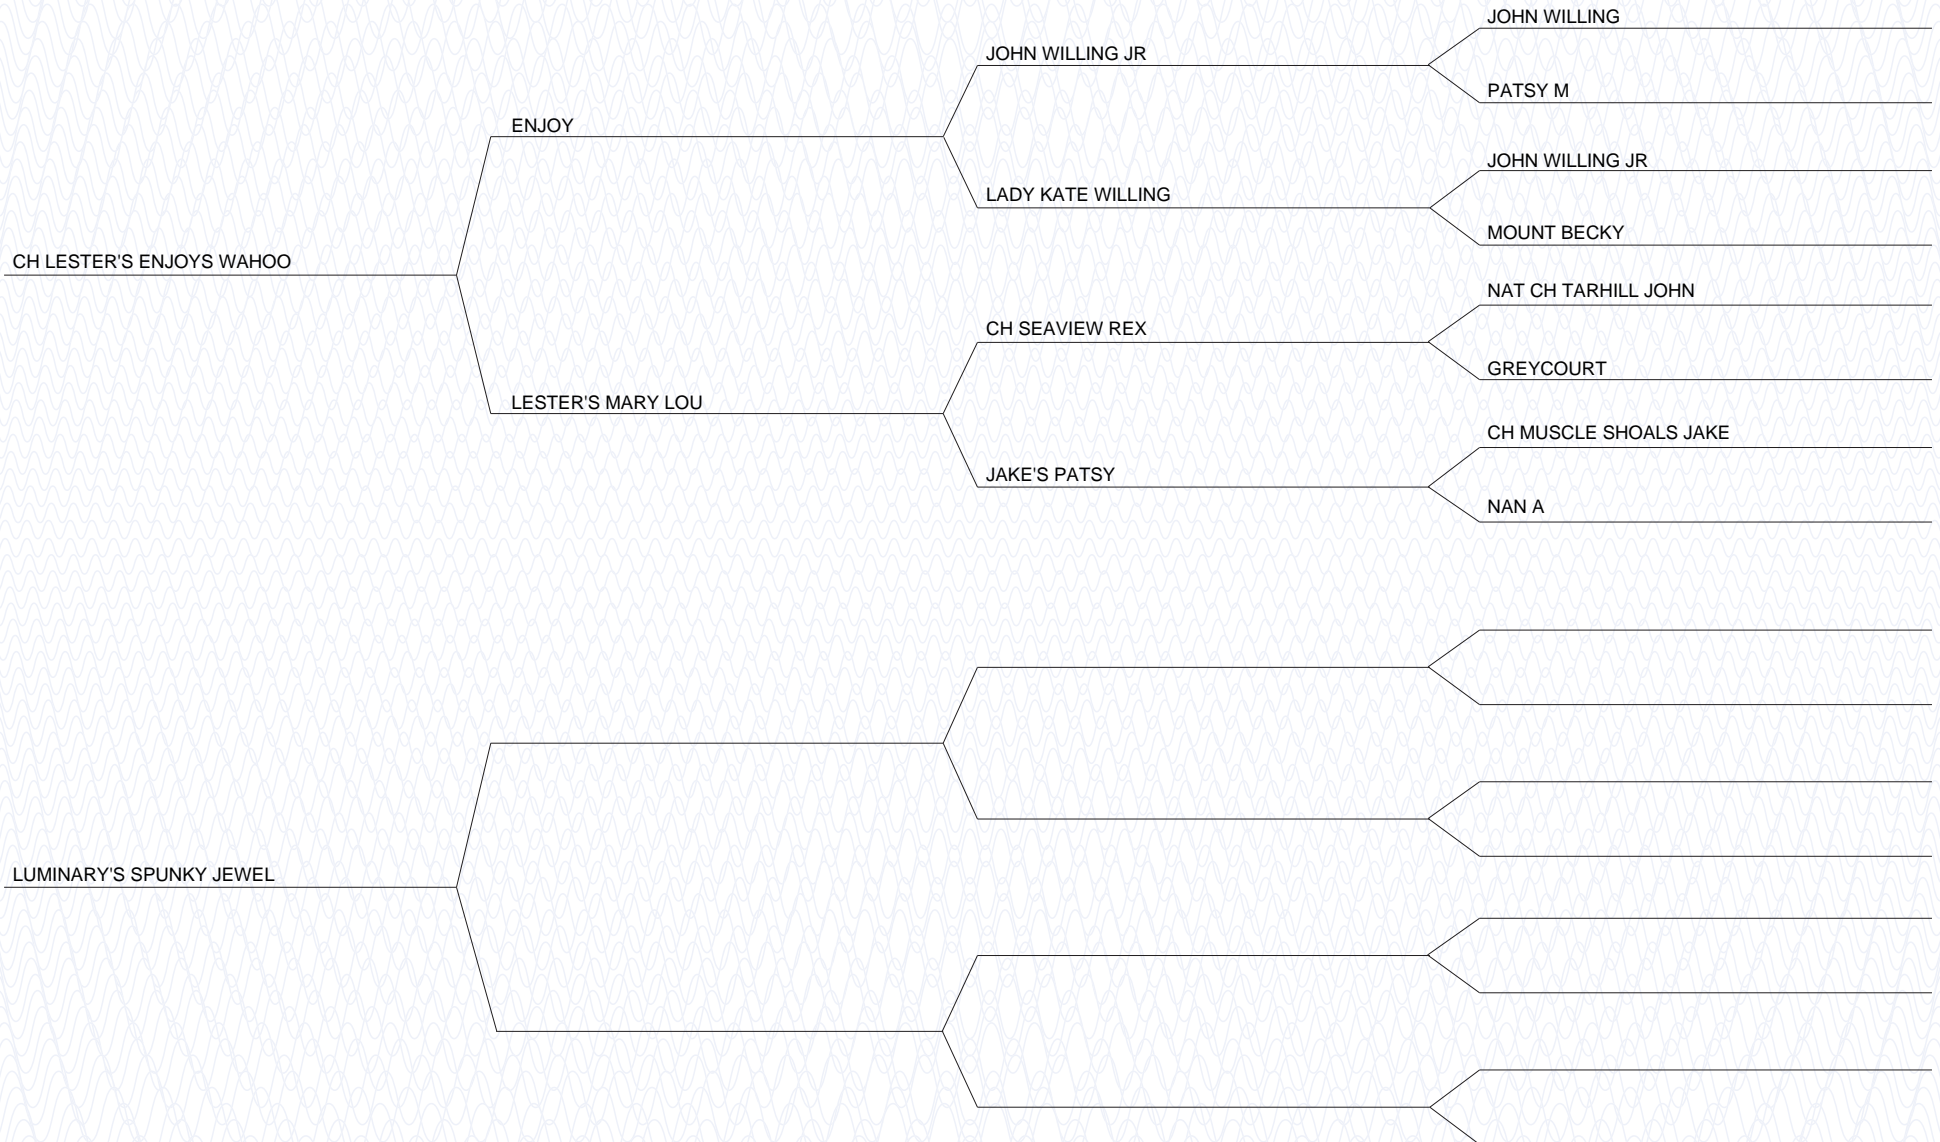 JOHN WILLING
JOHN WILLING JR
PATSY M
ENJOY
JOHN WILLING JR
LADY KATE WILLING
MOUNT BECKY
CH LESTER'S ENJOYS WAHOO
NAT CH TARHILL JOHN
CH SEAVIEW REX
GREYCOURT
LESTER'S MARY LOU
CH MUSCLE SHOALS JAKE
JAKE'S PATSY
NAN A
LUMINARY'S SPUNKY JEWEL